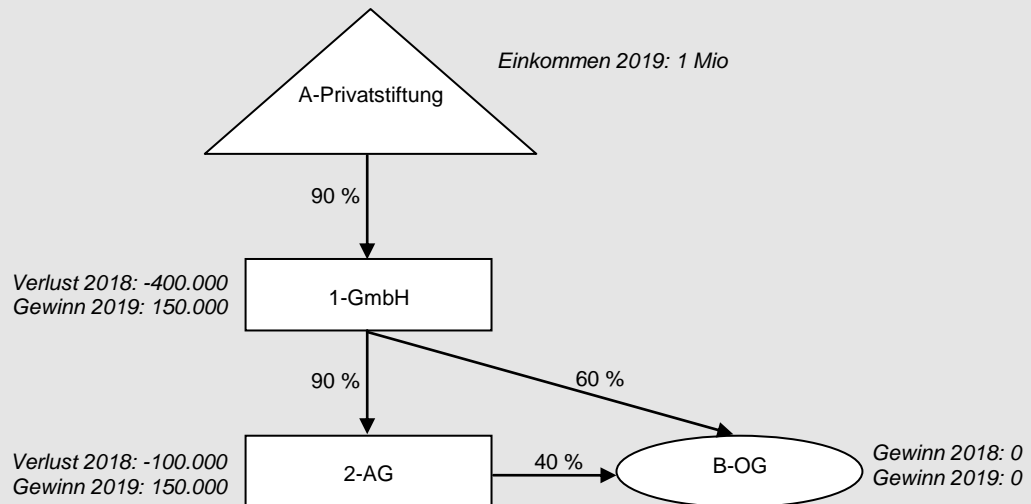 Einkommen 2019: 1 Mio
A-Privatstiftung
90 %
Verlust 2018: -400.000
Gewinn 2019: 150.000
1-GmbH
90 %
60 %
Verlust 2018: -100.000
Gewinn 2019: 150.000
2-AG
40 %
B-OG
Gewinn 2018: 0
Gewinn 2019: 0